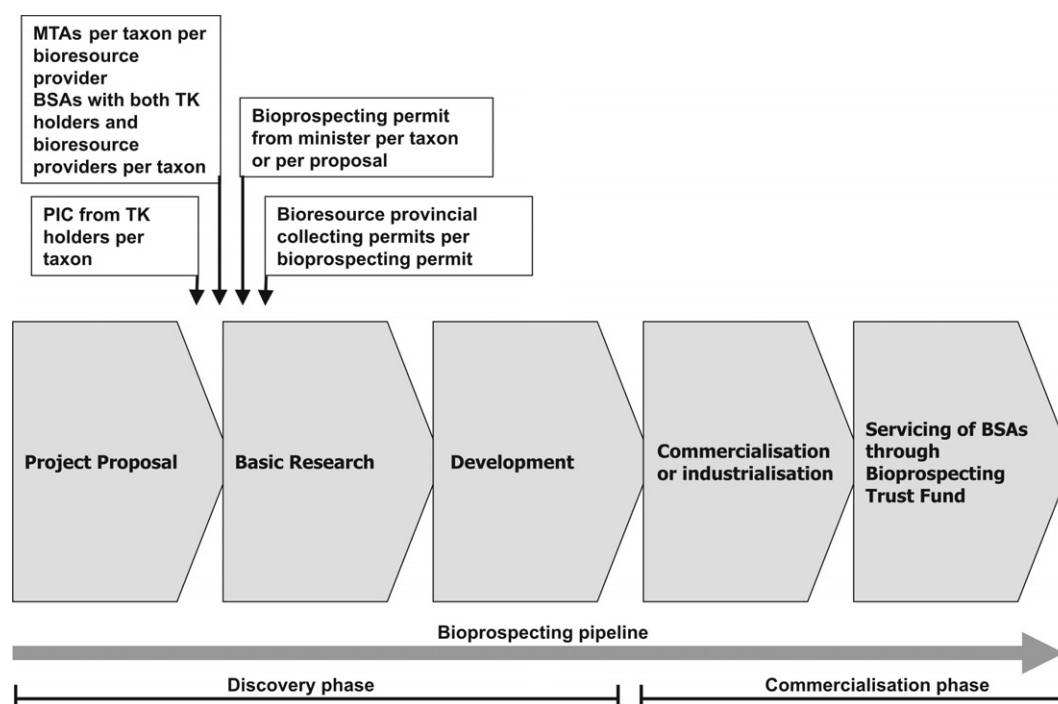 MTAs per taxon per
bioresource
provider
BSAs with both TK
holders and
bioresource
providers per taxon
Bioprospecting permit
from minister per taxon
or per proposal
PIC from TK
holders per
taxon
Bioresource provincial
collecting permits per
bioprospecting permit
Project Proposal
Basic Research
Development
Commercialisation
or industrialisation
Servicing of BSAs
through
Bioprospecting
Trust Fund
Bioprospecting pipeline
Discovery phase
Commercialisation phase